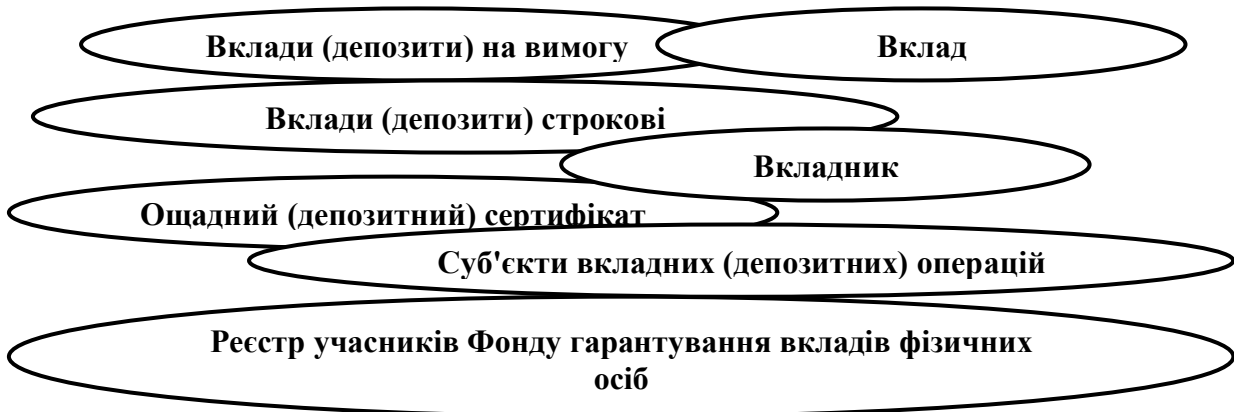 Вклади (депозити) на вимогу
Вклад
Вклади (депозити) строкові
Вкладник
Ощадний (депозитний) сертифікат
Суб'єкти вкладних (депозитних) операцій
Реєстр учасників Фонду гарантування вкладів фізичних
осіб